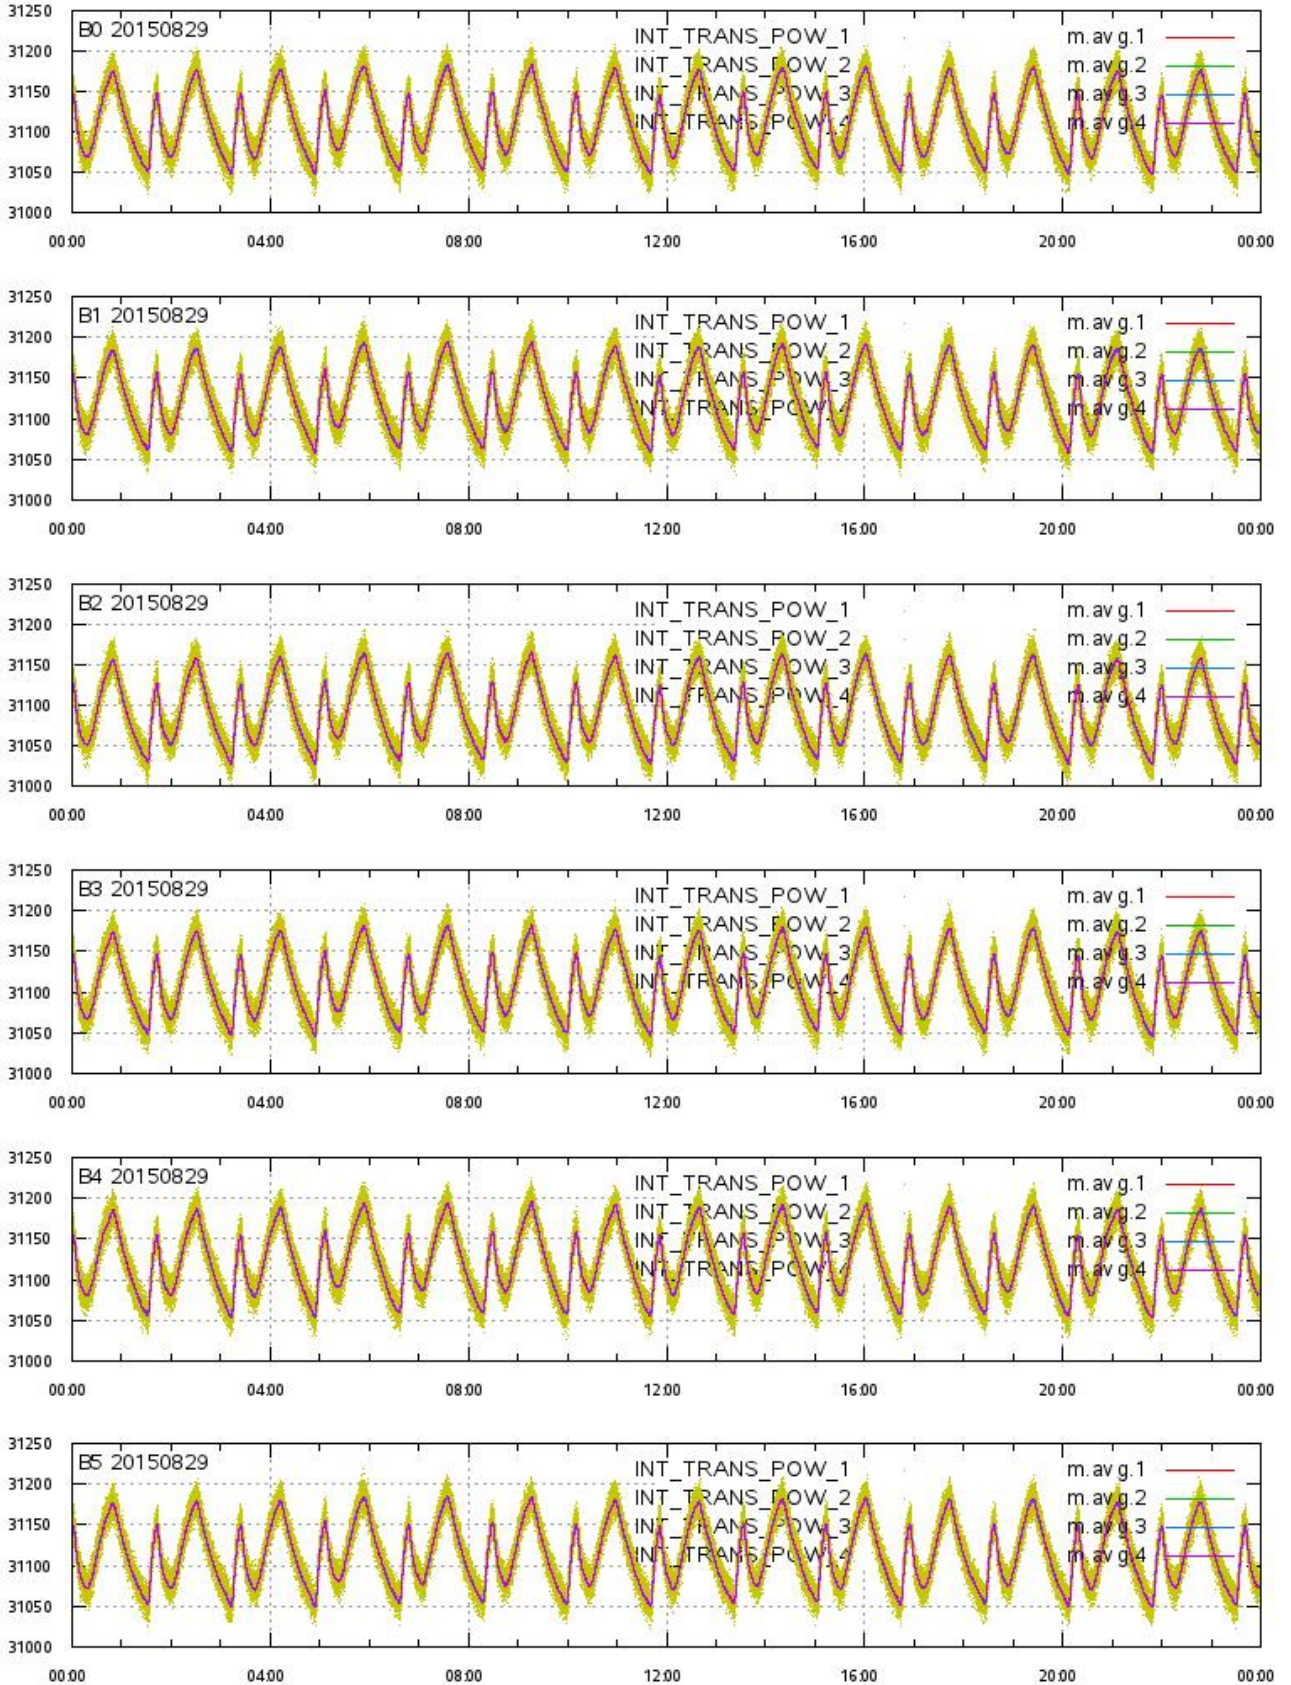 31250
B0 20150829 INT_TRANS_POW_1 m.avg.1
31200
INT_TRANS_POW_2 m.avg.2
31150
INT_TRANS_POW_3 m.avg.3
31100
INT_TRANS_POW_4 m.avg.4
31050
31000
00:00 04:00 08:00 12:00 16:00 20:00 00:00
31250
B1 20150829 INT_TRANS_POW_1 m.avg.1
31200
INT_TRANS_POW_2 m.avg.2
31150
INT_TRANS_POW_3 m.avg.3
31100
INT_TRANS_POW_4 m.avg.4
31050
31000
00:00 04:00 08:00 12:00 16:00 20:00 00:00
31250
B2 20150829 INT_TRANS_POW_1 m.avg.1
31200
INT_TRANS_POW_2 m.avg.2
31150
INT_TRANS_POW_3 m.avg.3
31100
INT_TRANS_POW_4 m.avg.4
31050
31000
00:00 04:00 08:00 12:00 16:00 20:00 00:00
31250
B3 20150829 INT_TRANS_POW_1 m.avg.1
31200
INT_TRANS_POW_2 m.avg.2
31150
INT_TRANS_POW_3 m.avg.3
31100
INT_TRANS_POW_4 m.avg.4
31050
31000
00:00 04:00 08:00 12:00 16:00 20:00 00:00
31250
B4 20150829 INT_TRANS_POW_1 m.avg.1
31200
INT_TRANS_POW_2 m.avg.2
31150
INT_TRANS_POW_3 m.avg.3
31100
INT_TRANS_POW_4 m.avg.4
31050
31000
00:00 04:00 08:00 12:00 16:00 20:00 00:00
31250
B5 20150829 INT_TRANS_POW_1 m.avg.1
31200
INT_TRANS_POW_2 m.avg.2
31150
INT_TRANS_POW_3 m.avg.3
31100
INT_TRANS_POW_4 m.avg.4
31050
31000
00:00 04:00 08:00 12:00 16:00 20:00 00:00